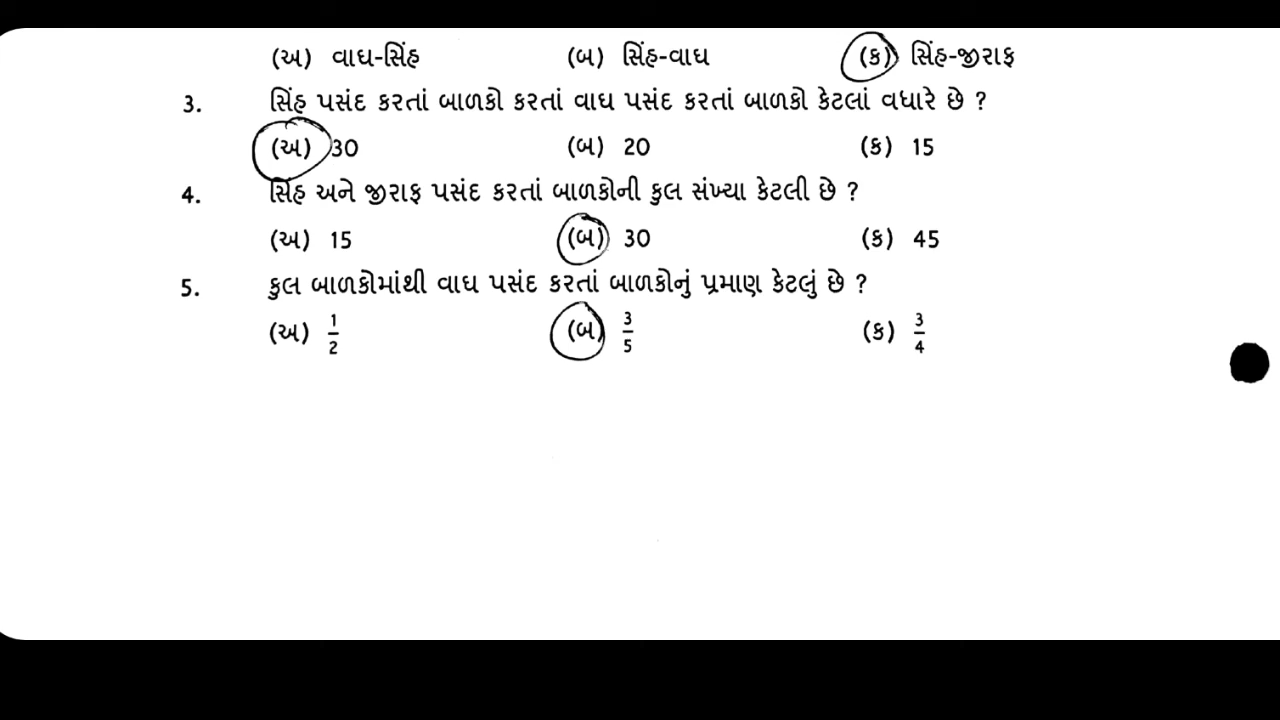 (અ) વાઘ-સિંહ (બ) સિંહ-વાઘ (ક) સિંહ-જીરાફ
3. સિંહ પસંદ કરતાં બાળકો કરતાં વાઘ પસંદ કરતાં બાળકો કેટલાં વધારે છે ?
(અ) 30 (બ) 20 (ક) 15
4. સિંહ અને જીરાફ પસંદ કરતાં બાળકોની કુલ સંખ્યા કેટલી છે ?
(અ) 15 (બ) 30 (ક) 45
5. કુલ બાળકોમાંથી વાઘ પસંદ કરતાં બાળકોનું પ્રમાણ કેટલું છે ?
(અ) 1/2 (બ) 3/5 (ક) 3/4